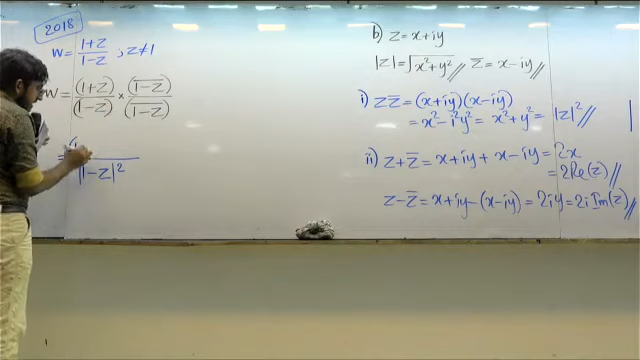 2018
W = (1+Z)/(1-Z) ; Z≠1
W = (1+Z)/(1-Z) × (1-Z̅)/(1-Z̅)
= (
|1-Z|²
b) Z = x+iy
|Z| = √(x²+y²) // Z̅ = x-iy //
i) ZZ̅ = (x+iy)(x-iy)
= x² - i²y² = x²+y² = |Z|² //
ii) Z+Z̅ = x+iy + x-iy = 2x
= 2Re(Z) //
Z-Z̅ = x+iy-(x-iy) = 2iy = 2i Im(Z) //